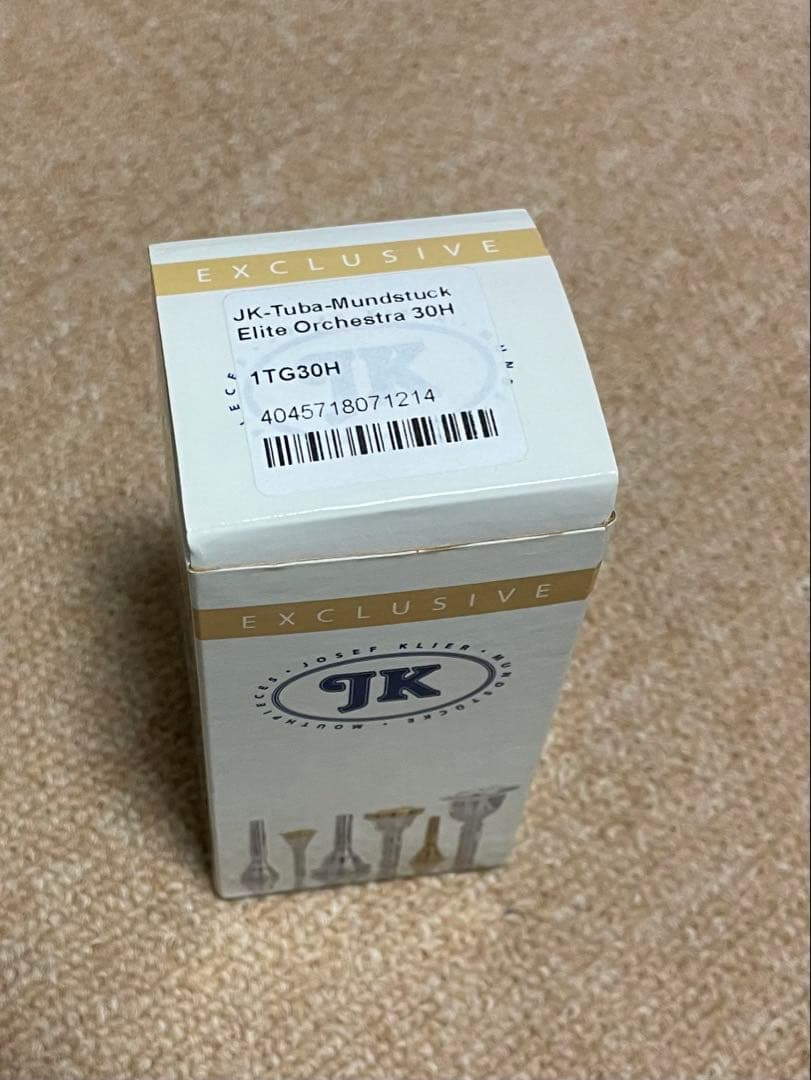 EXCLUSIVE
JK-Tuba-Mundstuck
Elite Orchestra 30H
1TG30H
4045718071214
EXCLUSIVE
JOSEF KLIER · MUNDSTÜCKE · MOUTHPIECES ·
JK